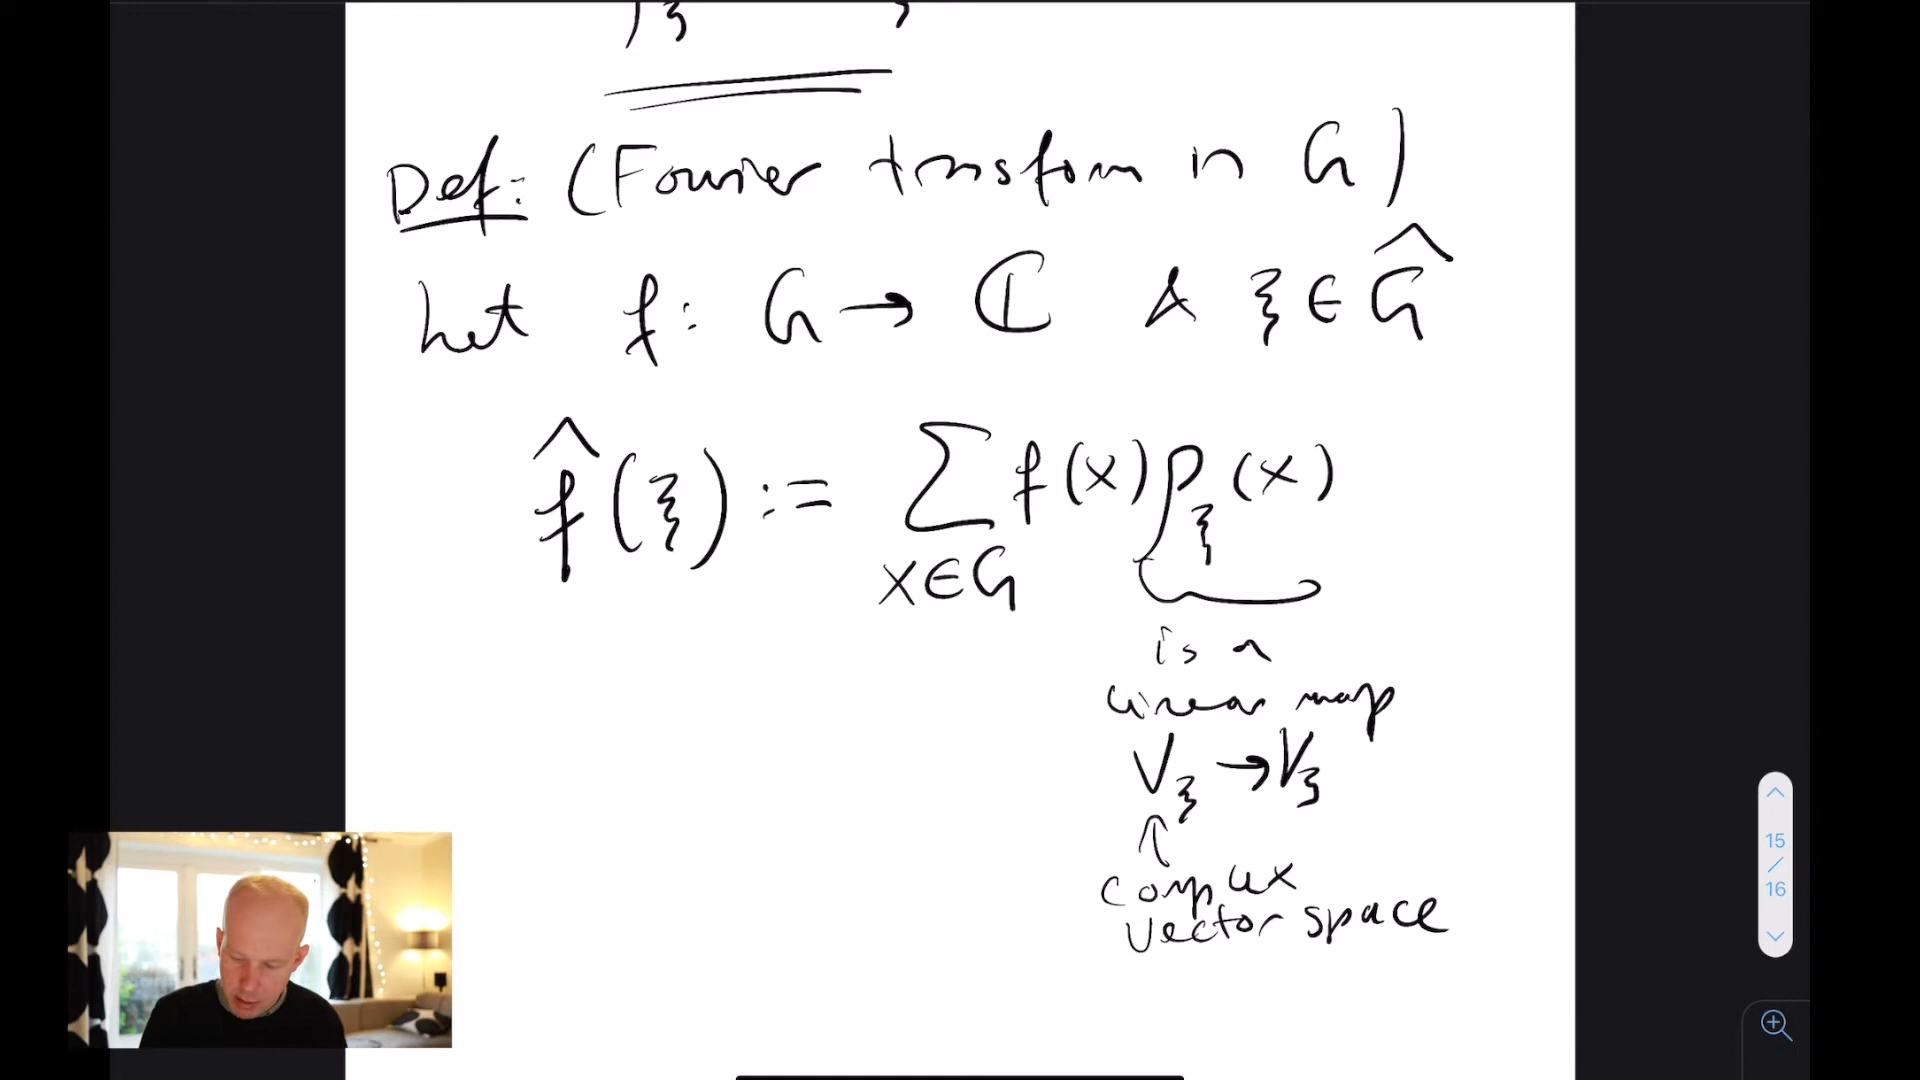 Def: (Fourier transform in G)
Let f: G → ℂ & ξ ∈ Ĝ
f̂(ξ) := ∑ f(x) ρ_ξ(x)
x∈G
is a
linear map
V_ξ → V_ξ
↑
complex
vector space
15
/
16